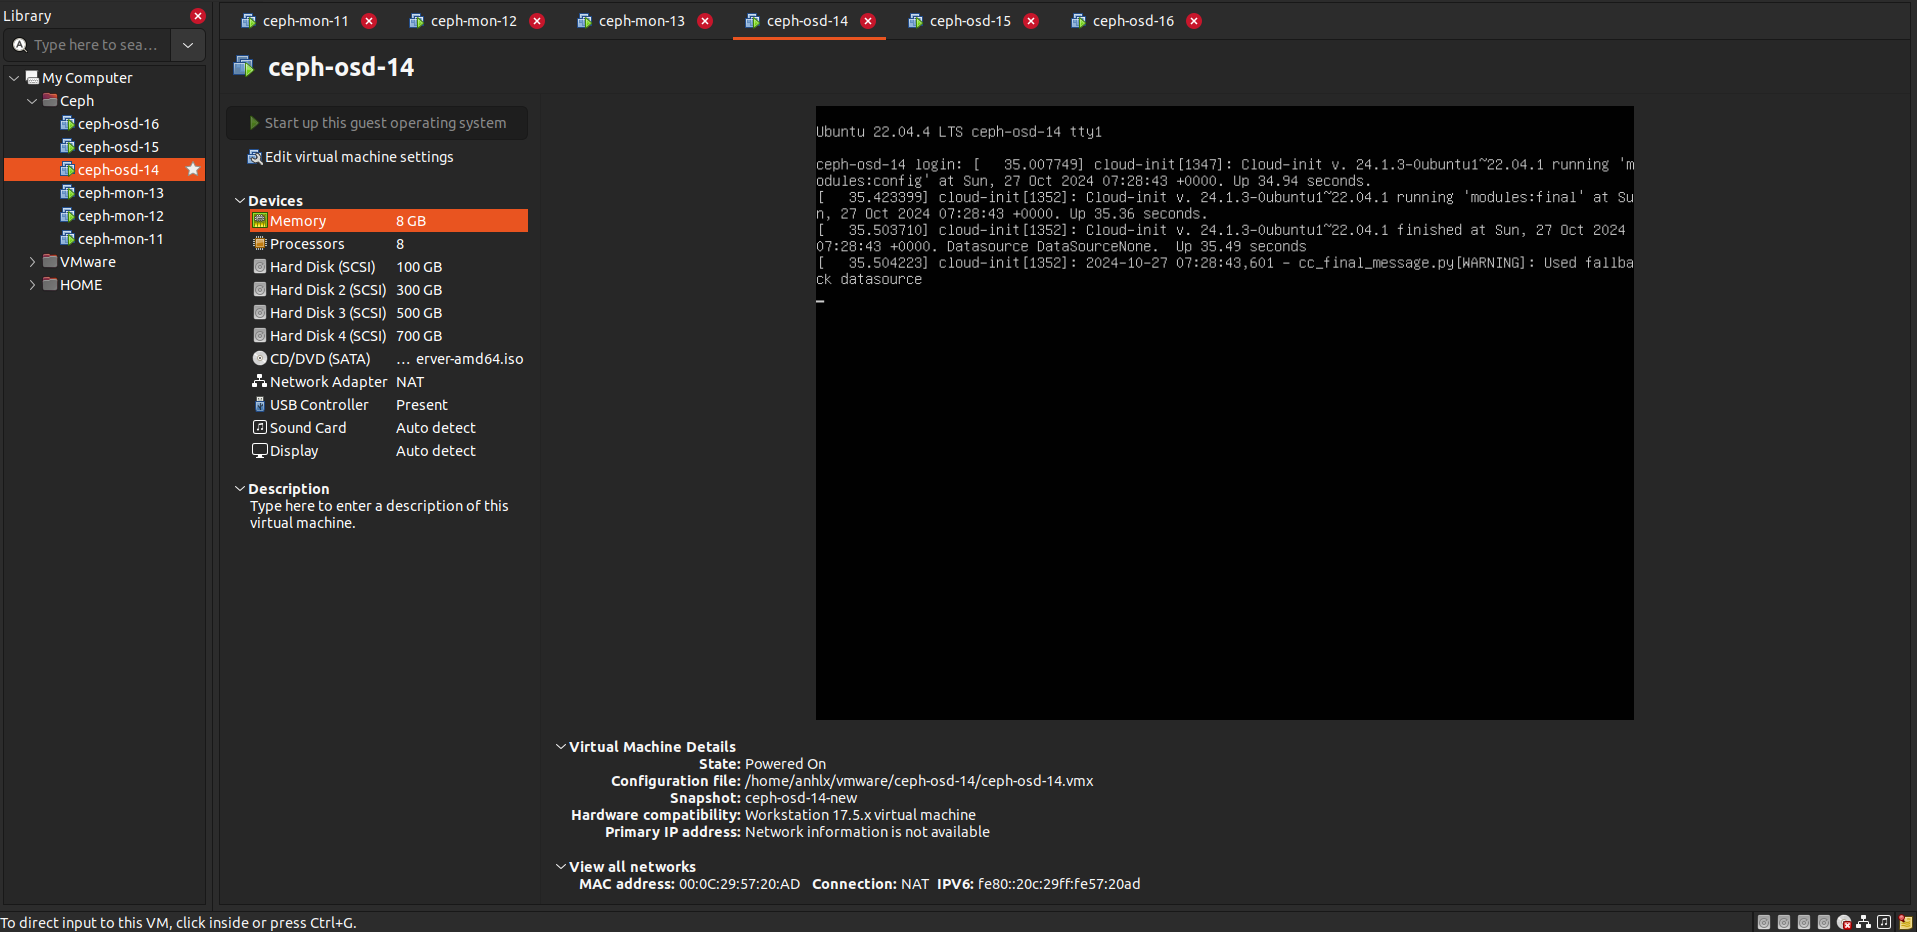 Library
Type here to sea...
My Computer
Ceph
ceph-osd-16
ceph-osd-15
ceph-osd-14
ceph-mon-13
ceph-mon-12
ceph-mon-11
VMware
HOME
ceph-mon-11 ceph-mon-12 ceph-mon-13 ceph-osd-14 ceph-osd-15 ceph-osd-16
ceph-osd-14
Start up this guest operating system
Edit virtual machine settings
Devices
Memory 8 GB
Processors 8
Hard Disk (SCSI) 100 GB
Hard Disk 2 (SCSI) 300 GB
Hard Disk 3 (SCSI) 500 GB
Hard Disk 4 (SCSI) 700 GB
CD/DVD (SATA) ... erver-amd64.iso
Network Adapter NAT
USB Controller Present
Sound Card Auto detect
Display Auto detect
Description
Type here to enter a description of this
virtual machine.
Ubuntu 22.04.4 LTS ceph-osd-14 tty1
ceph-osd-14 login: [   35.007749] cloud-init[1347]: Cloud-init v. 24.1.3-0ubuntu1~22.04.1 running 'm
odules:config' at Sun, 27 Oct 2024 07:28:43 +0000. Up 34.94 seconds.
[   35.423399] cloud-init[1352]: Cloud-init v. 24.1.3-0ubuntu1~22.04.1 running 'modules:final' at Su
n, 27 Oct 2024 07:28:43 +0000. Up 35.36 seconds.
[   35.503710] cloud-init[1352]: Cloud-init v. 24.1.3-0ubuntu1~22.04.1 finished at Sun, 27 Oct 2024
07:28:43 +0000. Datasource DataSourceNone.  Up 35.49 seconds
[   35.504223] cloud-init[1352]: 2024-10-27 07:28:43,601 - cc_final_message.py[WARNING]: Used fallba
ck datasource
Virtual Machine Details
State: Powered On
Configuration file: /home/anhlx/vmware/ceph-osd-14/ceph-osd-14.vmx
Snapshot: ceph-osd-14-new
Hardware compatibility: Workstation 17.5.x virtual machine
Primary IP address: Network information is not available
View all networks
MAC address: 00:0C:29:57:20:AD Connection: NAT IPV6: fe80::20c:29ff:fe57:20ad
To direct input to this VM, click inside or press Ctrl+G.